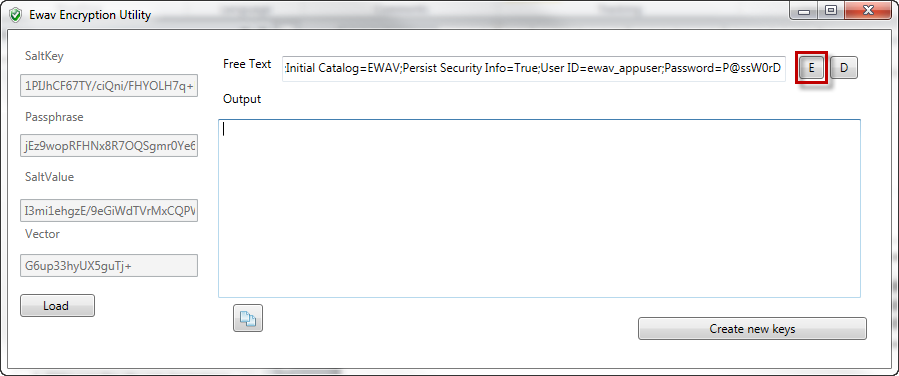 Ewav Encryption Utility
SaltKey
1PIJhCF67TY/ciQni/FHYOLH7q+
Passphrase
jEz9wopRFHNx8R7OQSgmr0Ye6
SaltValue
I3mi1ehgzE/9eGiWdTVrMxCQPW
Vector
G6up33hyUX5guTj+
Load
Free Text
;Initial Catalog=EWAV;Persist Security Info=True;User ID=ewav_appuser;Password=P@ssW0rD
E
D
Output
Create new keys